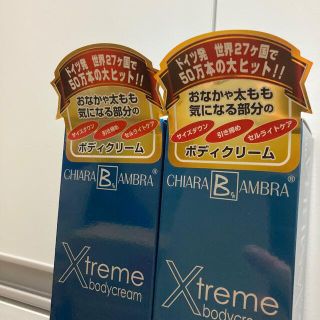 ドイツ発 世界27ヶ国で
50万本の大ヒット!!
おなかや太もも
気になる部分の
サイズダウン 引き締め セルライトケア
ボディクリーム
CHIARA Bs AMBRA®
Xtreme
bodycream
ドイツ発 世界27ヶ国で
50万本の大ヒット!!
おなかや太もも
気になる部分の
サイズダウン 引き締め セルライトケア
ボディクリーム
CHIARA Bs AMBRA®
Xtreme
bodycream